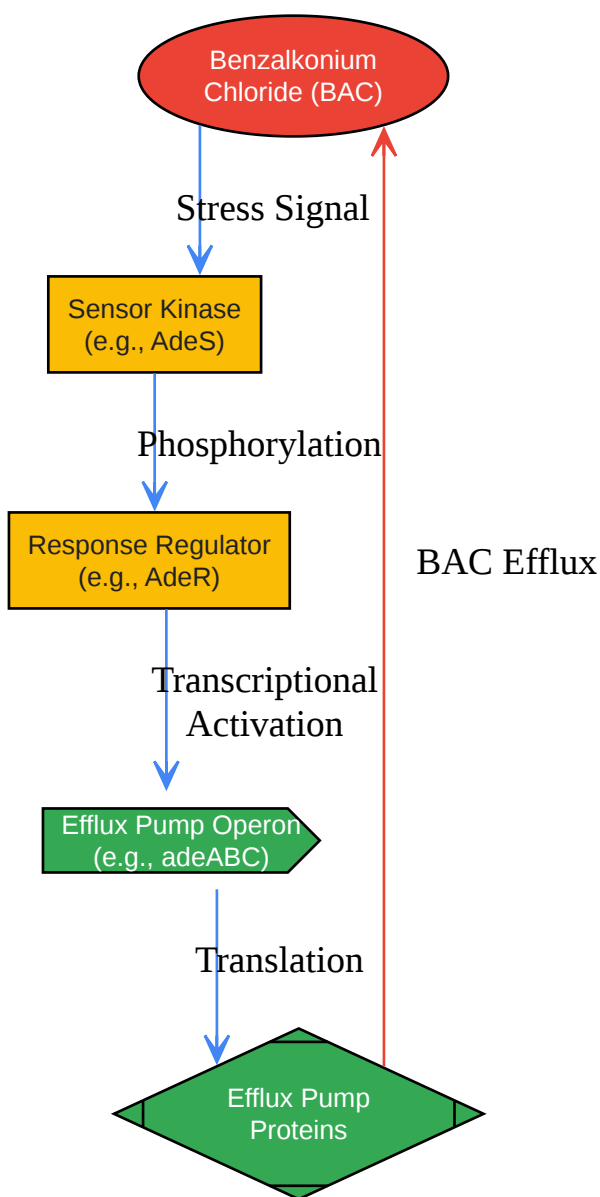 Benzalkonium
Chloride (BAC)
Stress Signal
Sensor Kinase
(e.g., AdeS)
Phosphorylation
Response Regulator
(e.g., AdeR)
BAC Efflux
Transcriptional
Activation
Efflux Pump Operon
(e.g., adeABC)
Translation
Efflux Pump
Proteins